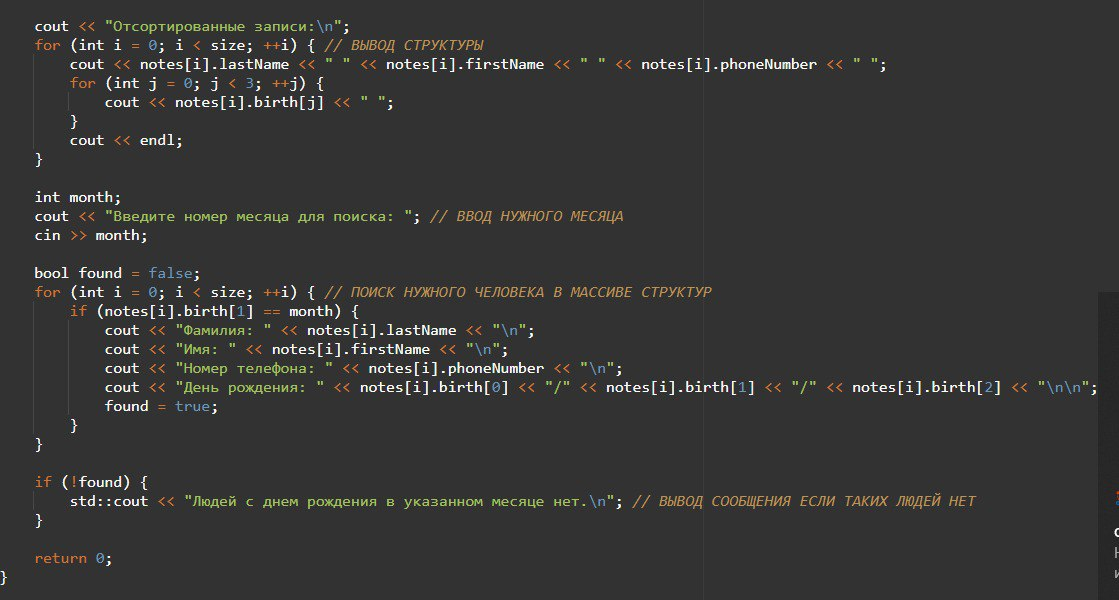 cout << "Отсортированные записи:\n";
for (int i = 0; i < size; ++i) { // ВЫВОД СТРУКТУРЫ
cout << notes[i].lastName << " " << notes[i].firstName << " " << notes[i].phoneNumber << " ";
for (int j = 0; j < 3; ++j) {
cout << notes[i].birth[j] << " ";
}
cout << endl;
}
int month;
cout << "Введите номер месяца для поиска: "; // ВВОД НУЖНОГО МЕСЯЦА
cin >> month;
bool found = false;
for (int i = 0; i < size; ++i) { // ПОИСК НУЖНОГО ЧЕЛОВЕКА В МАССИВЕ СТРУКТУР
if (notes[i].birth[1] == month) {
cout << "Фамилия: " << notes[i].lastName << "\n";
cout << "Имя: " << notes[i].firstName << "\n";
cout << "Номер телефона: " << notes[i].phoneNumber << "\n";
cout << "День рождения: " << notes[i].birth[0] << "/" << notes[i].birth[1] << "/" << notes[i].birth[2] << "\n\n";
found = true;
}
}
if (!found) {
std::cout << "Людей с днем рождения в указанном месяце нет.\n"; // ВЫВОД СООБЩЕНИЯ ЕСЛИ ТАКИХ ЛЮДЕЙ НЕТ
}
return 0;
}